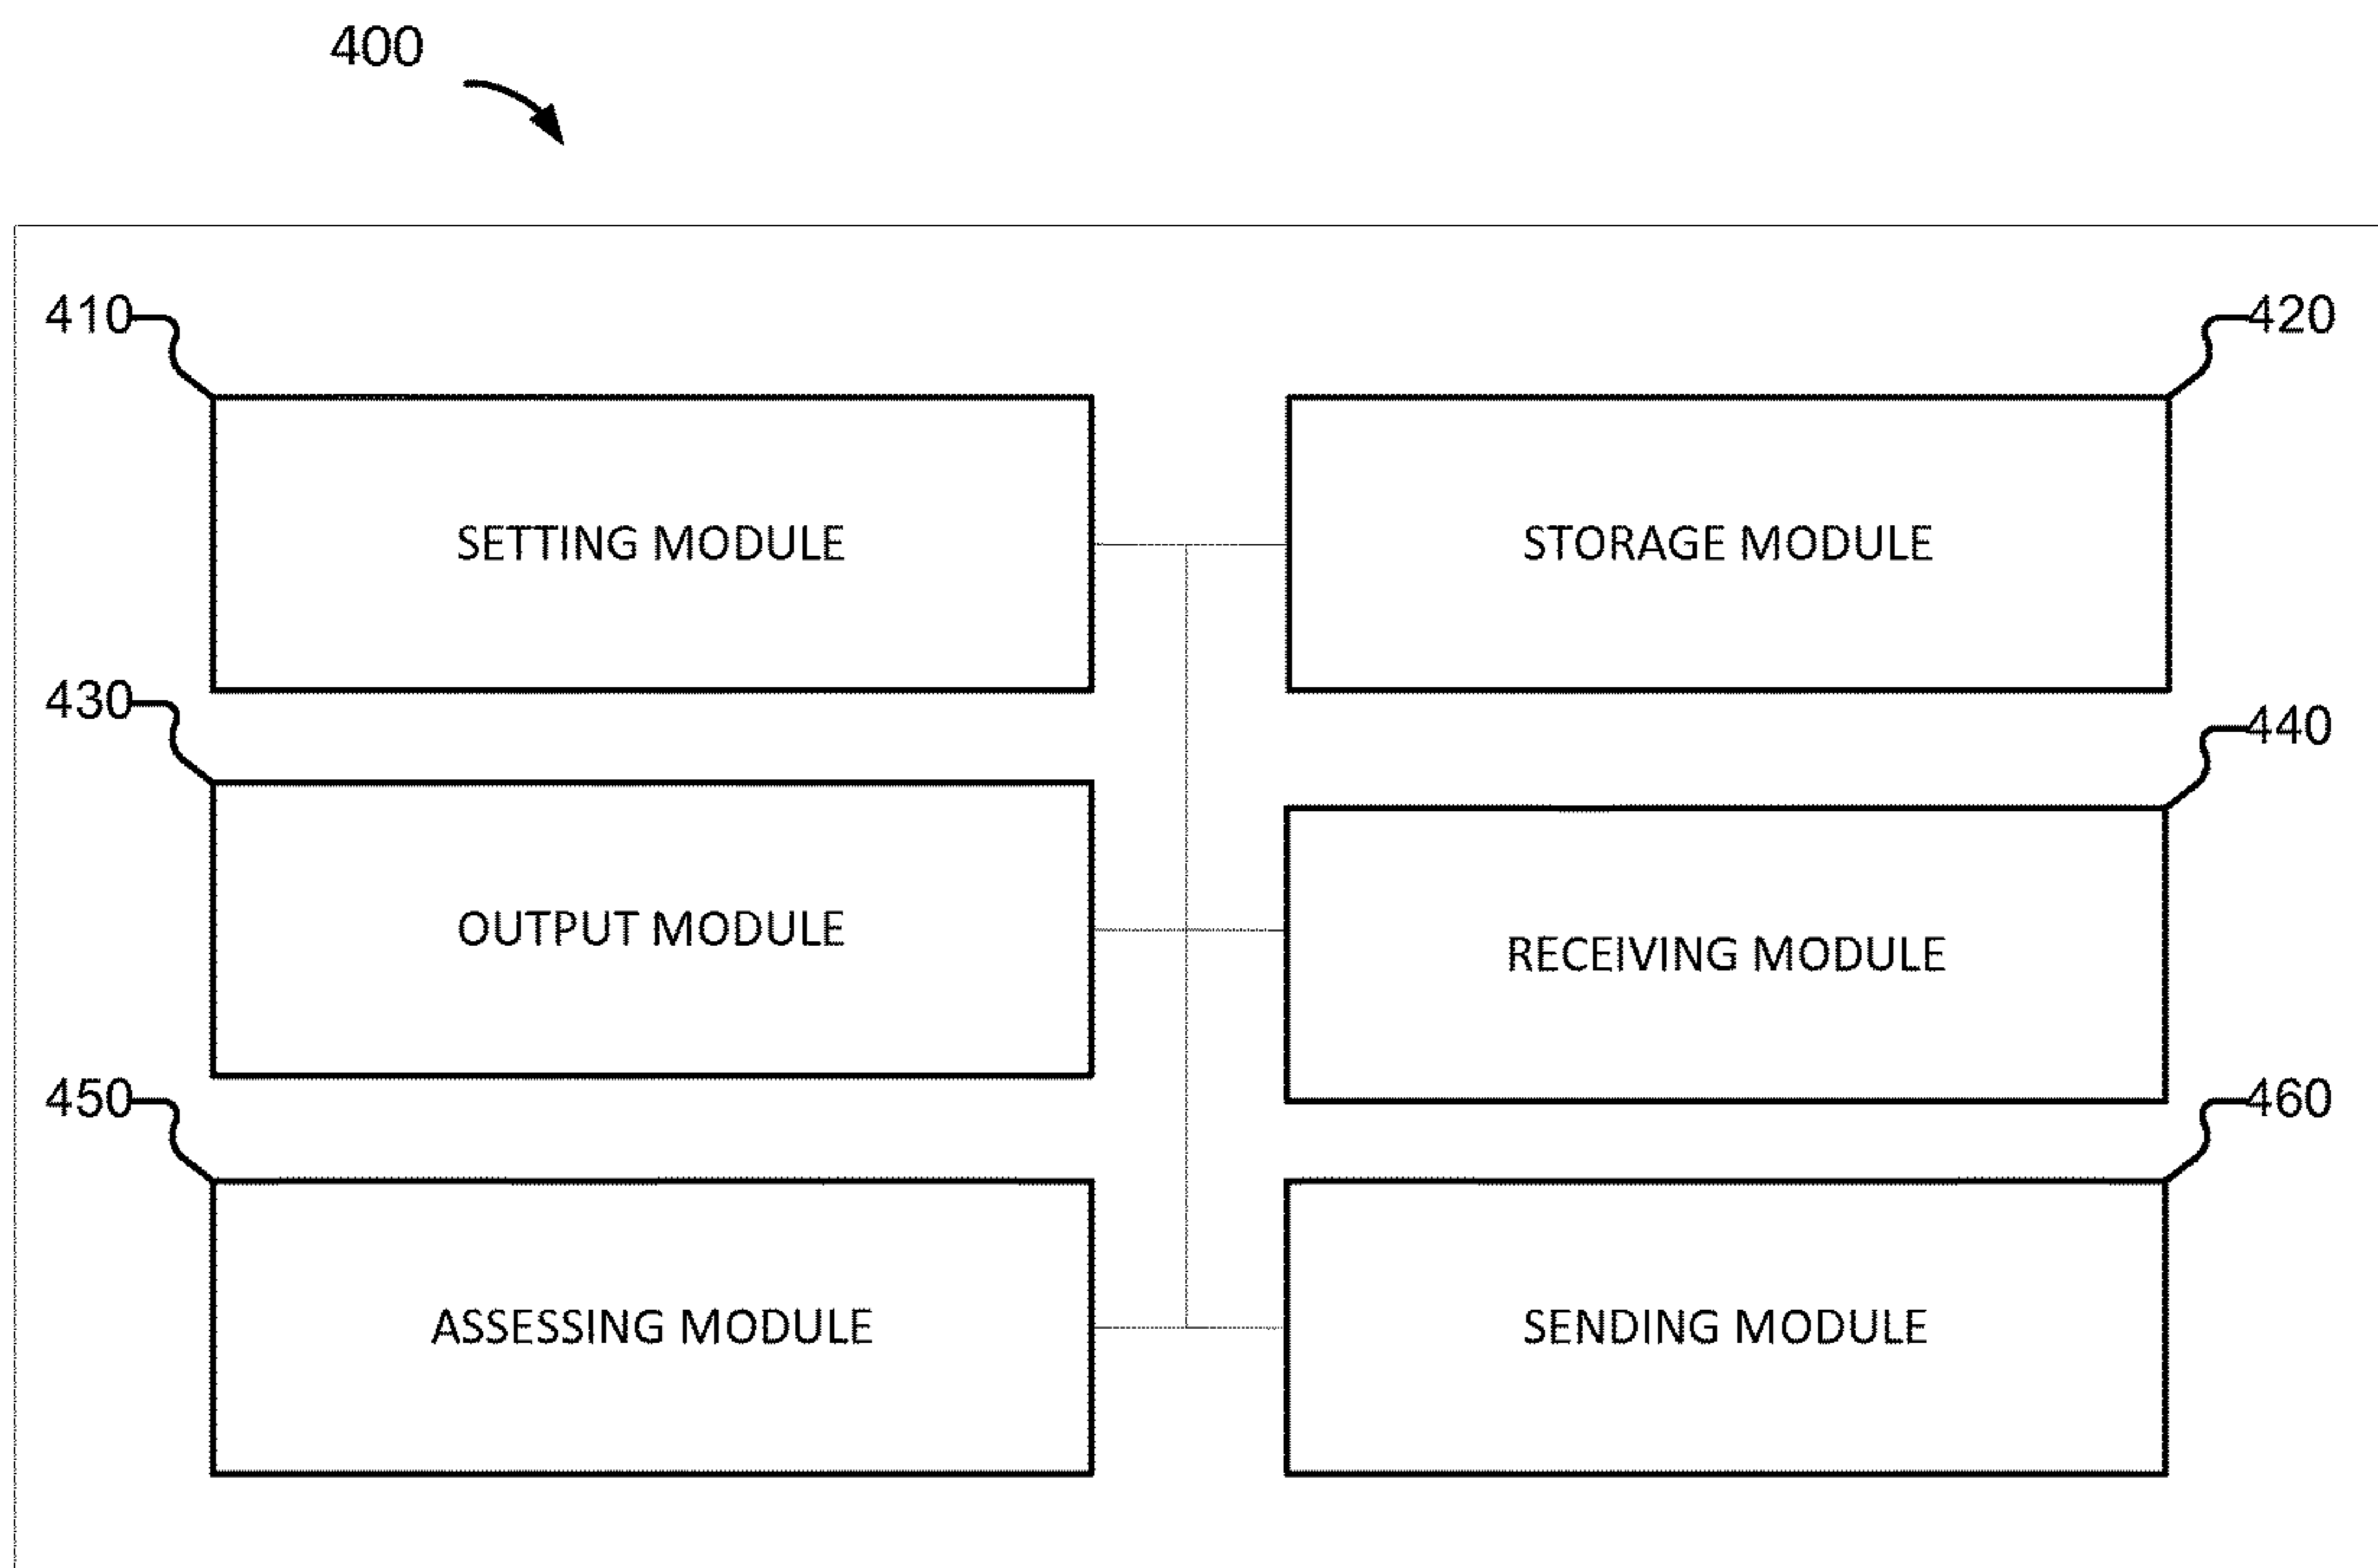 400
410
420
SETTING MODULE
STORAGE MODULE
430
440
OUTPUT MODULE
RECEIVING MODULE
450
460
ASSESSING MODULE
SENDING MODULE